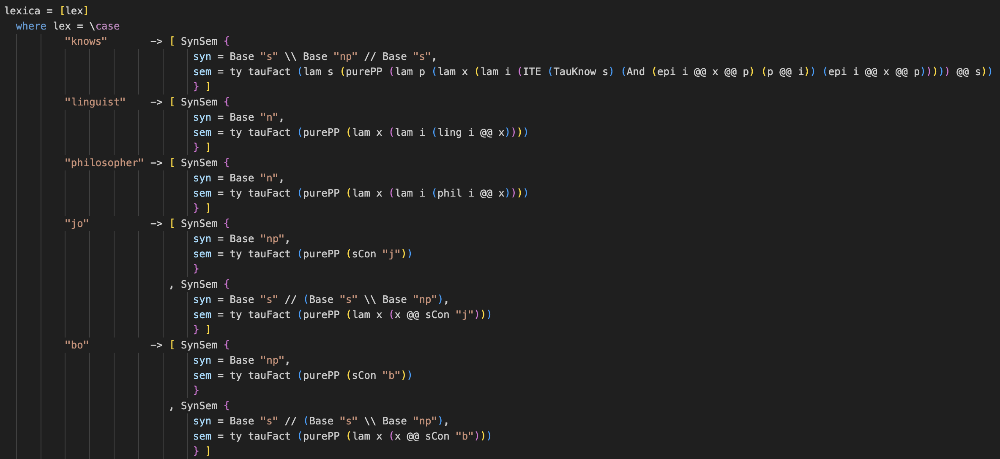 lexica = [lex]
  where lex = \case
          "knows"       -> [ SynSem {
                               syn = Base "s" \\ Base "np" // Base "s",
                               sem = ty tauFact (lam s (purePP (lam p (lam x (lam i (ITE (TauKnow s) (And (epi i @@ x @@ p) (p @@ i)) (epi i @@ x @@ p))))) @@ s))
                               } ]
          "linguist"    -> [ SynSem {
                               syn = Base "n",
                               sem = ty tauFact (purePP (lam x (lam i (ling i @@ x))))
                               } ]
          "philosopher" -> [ SynSem {
                               syn = Base "n",
                               sem = ty tauFact (purePP (lam x (lam i (phil i @@ x))))
                               } ]
          "jo"          -> [ SynSem {
                               syn = Base "np",
                               sem = ty tauFact (purePP (sCon "j"))
                               }
                           , SynSem {
                               syn = Base "s" // (Base "s" \\ Base "np"),
                               sem = ty tauFact (purePP (lam x (x @@ sCon "j")))
                               } ]
          "bo"          -> [ SynSem {
                               syn = Base "np",
                               sem = ty tauFact (purePP (sCon "b"))
                               }
                           , SynSem {
                               syn = Base "s" // (Base "s" \\ Base "np"),
                               sem = ty tauFact (purePP (lam x (x @@ sCon "b")))
                               } ]